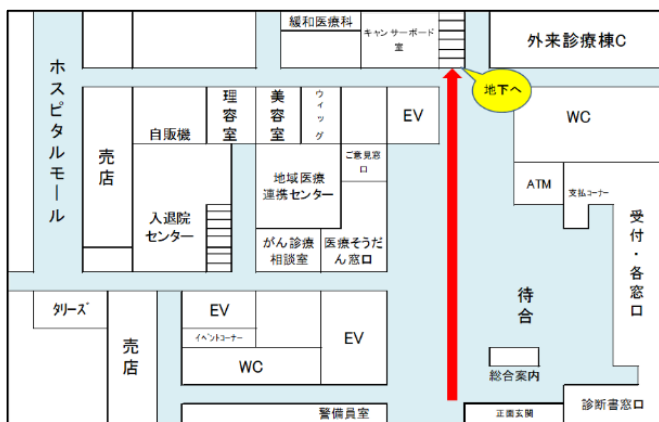 緩和医療科
キャンサーボード
室
外来診療棟C
地下へ
ホスピタルモール
売店
自販機
理容室
美容室
ウィッグ
EV
WC
ご意見窓
口
地域医療
連携センター
ATM
支払コーナー
入退院
センター
がん診療
相談室
医療そうだ
ん窓口
受付・各窓口
待合
タリーズ
売店
EV
イベントコーナー
EV
WC
総合案内
警備員室
正面玄関
診断書窓口